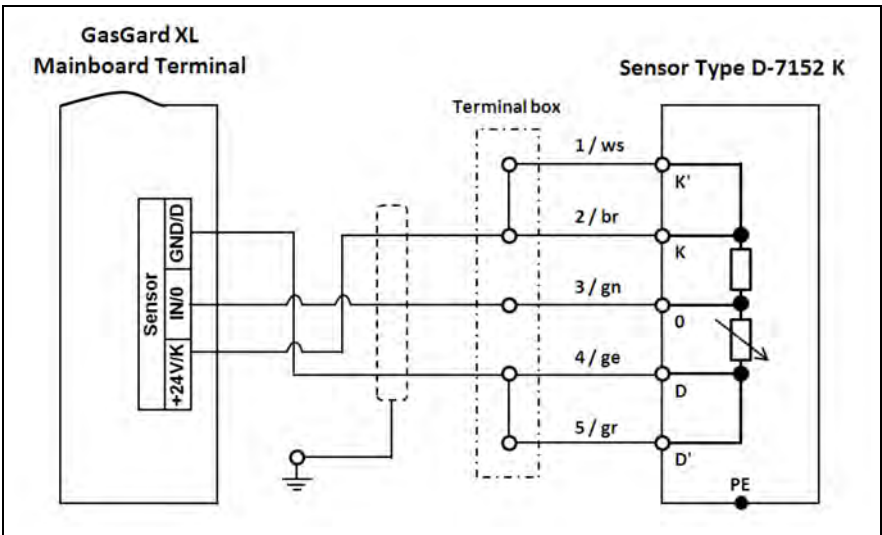 GasGard XL
Mainboard Terminal
Sensor Type D-7152 K
Terminal box
1 / ws
K'
2 / br
K
3 / gn
0
4 / ge
D
5 / gr
D'
PE
Sensor
GND/D
IN/0
+24V/K